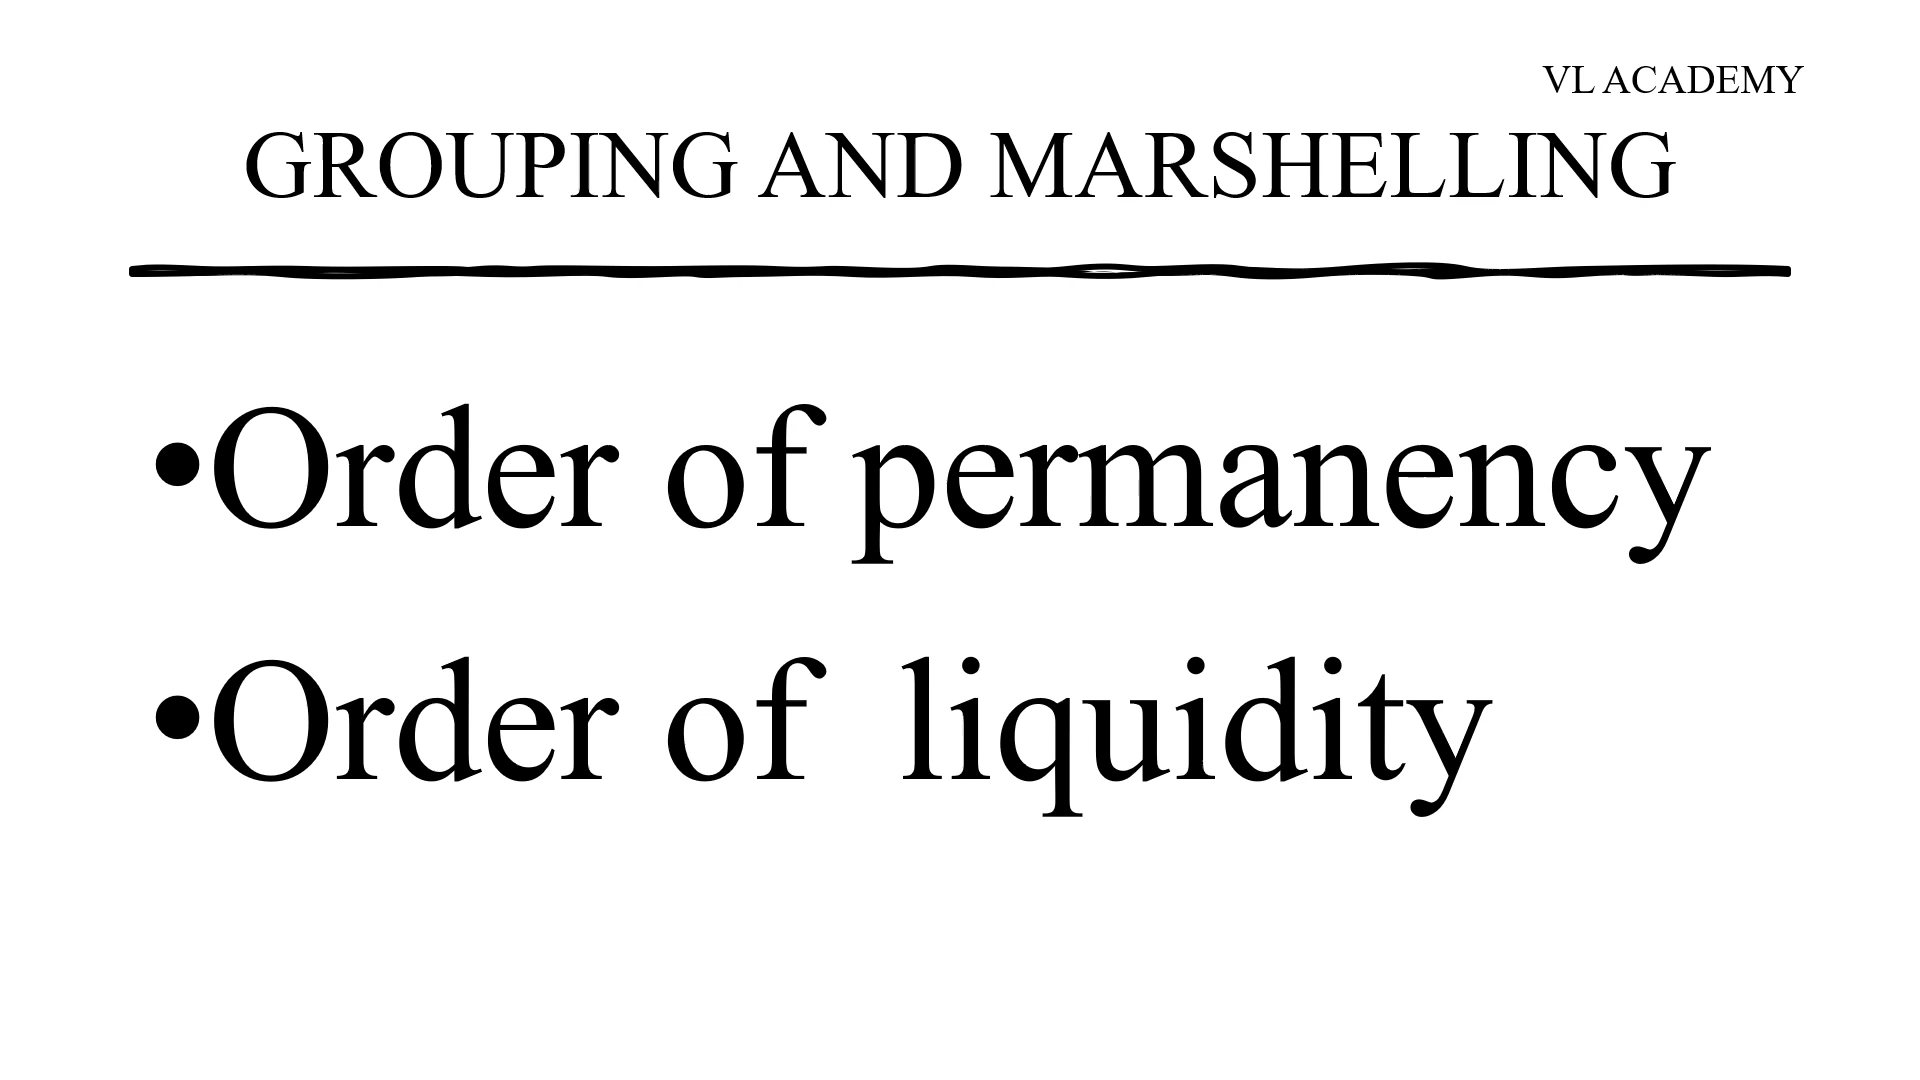 VL ACADEMY
GROUPING AND MARSHELLING
•Order of permanency
•Order of  liquidity